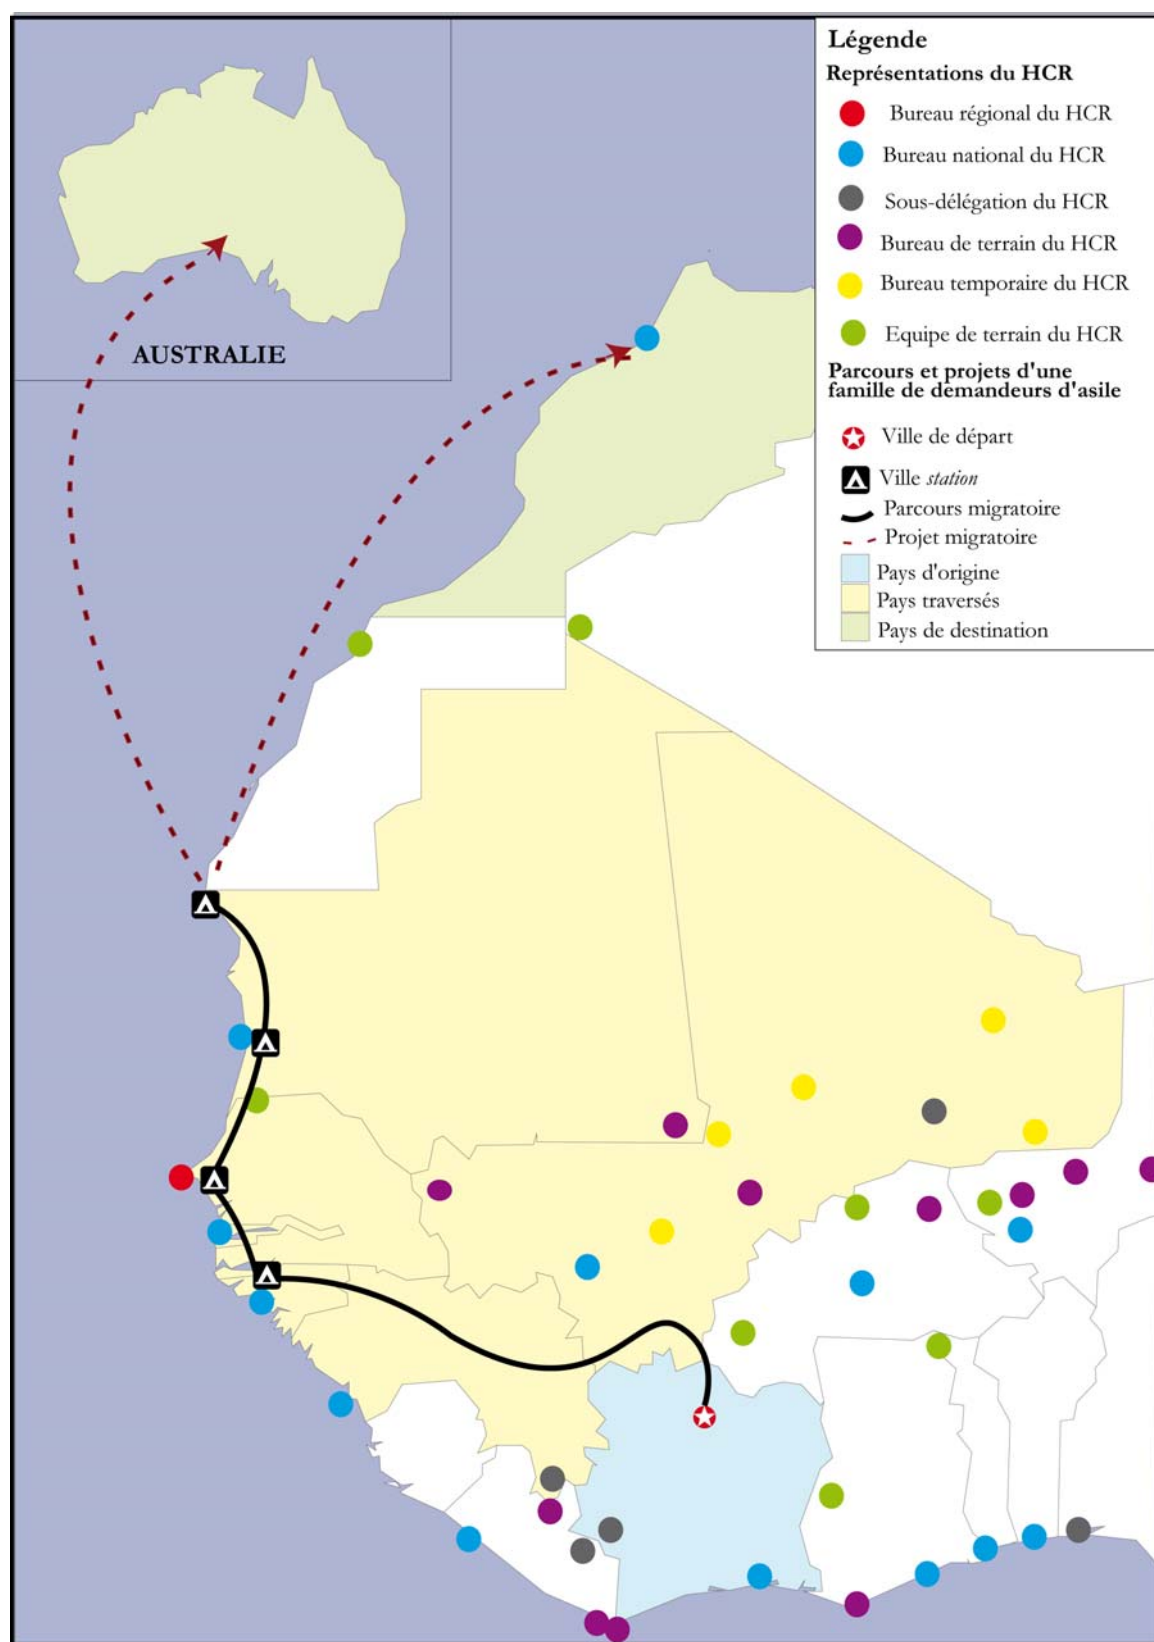 AUSTRALIE
Légende
Représentations du HCR
Bureau régional du HCR
Bureau national du HCR
Sous-délégation du HCR
Bureau de terrain du HCR
Bureau temporaire du HCR
Equipe de terrain du HCR
Parcours et projets d'une
famille de demandeurs d'asile
Ville de départ
Ville station
Parcours migratoire
Projet migratoire
Pays d'origine
Pays traversés
Pays de destination